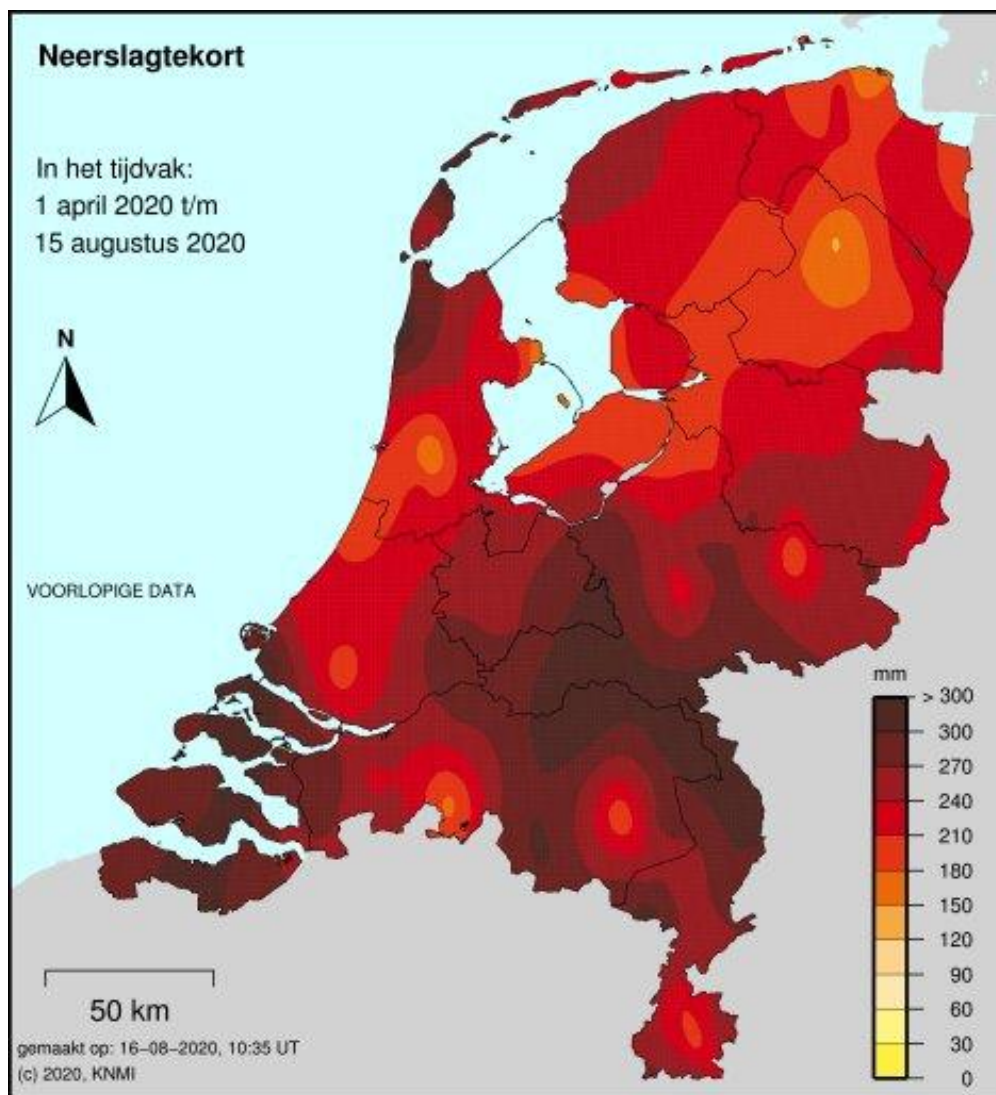 Neerslagtekort
In het tijdvak:
1 april 2020 t/m
15 augustus 2020
N
VOORLOPIGE DATA
mm
> 300
300
270
240
210
180
150
120
90
60
30
0
50 km
gemaakt op: 16-08-2020, 10:35 UT
(c) 2020, KNMI